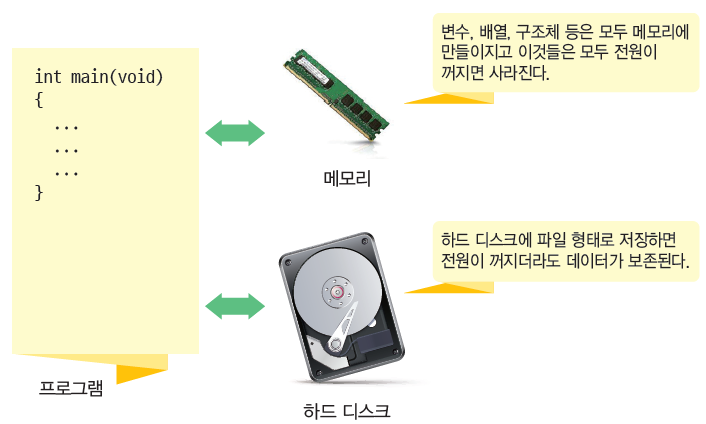 int main(void)
{
...
...
...
}
프로그램
메모리
변수, 배열, 구조체 등은 모두 메모리에
만들이지고 이것들은 모두 전원이
꺼지면 사라진다.
하드 디스크
하드 디스크에 파일 형태로 저장하면
전원이 꺼지더라도 데이터가 보존된다.